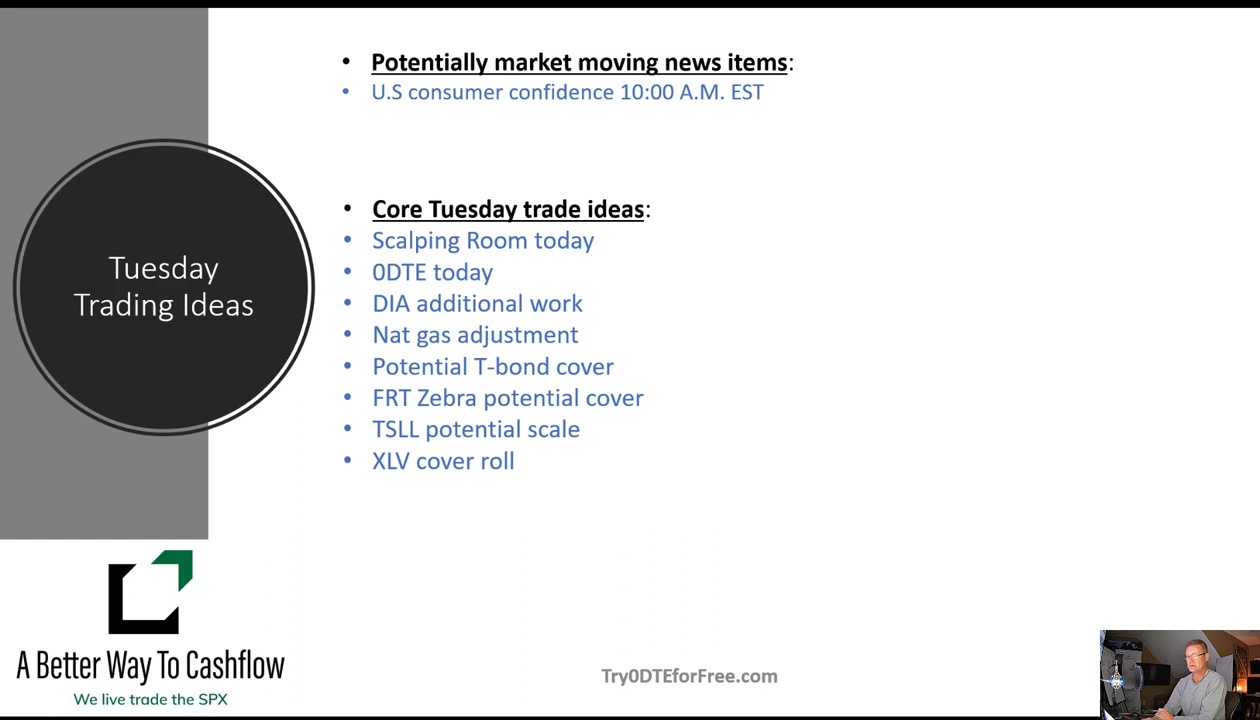 Potentially market moving news items:
U.S consumer confidence 10:00 A.M. EST
Tuesday
Trading Ideas
Core Tuesday trade ideas:
Scalping Room today
0DTE today
DIA additional work
Nat gas adjustment
Potential T-bond cover
FRT Zebra potential cover
TSLL potential scale
XLV cover roll
A Better Way To Cashflow
We live trade the SPX
Try0DTEforFree.com